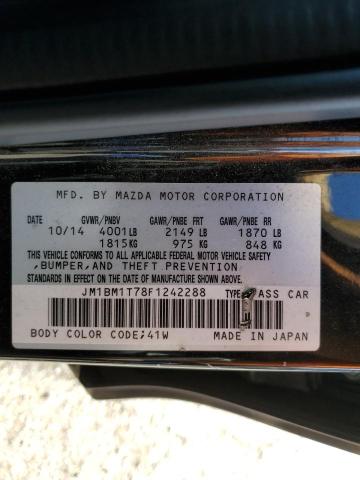 MFD. BY MAZDA MOTOR CORPORATION
DATE GVWR/PNBV GAWR/PNBE FRT GAWR/PNBE RR
10/14 4001LB 2149 LB 1870 LB
1815KG 975 KG 848 KG
THIS VEHICLE CONFORMS TO ALL APPLICABLE FEDERAL MOTOR VEHICLE SAFETY
,BUMPER,AND THEFT PREVENTION
STANDARDS IN EFFECT ON THE DATE OF MANUFACTURE SHOWN ABOVE.
JM1BM1T78F1242288 TYPE PASS CAR
BODY COLOR CODE;41W MADE IN JAPAN